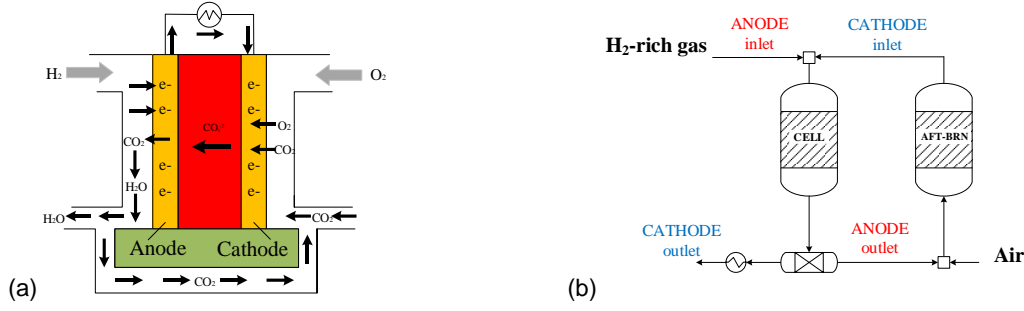 H₂
O₂
e-
e-
e-
e-
e-
e-
e-
e-
CO₃²⁻
O₂
CO₂
CO₂
H₂O
H₂O
CO₂
Anode
Cathode
CO₂
(a)
ANODE
inlet
CATHODE
inlet
H₂-rich gas
CELL
AFT-BRN
CATHODE
outlet
ANODE
outlet
Air
(b)